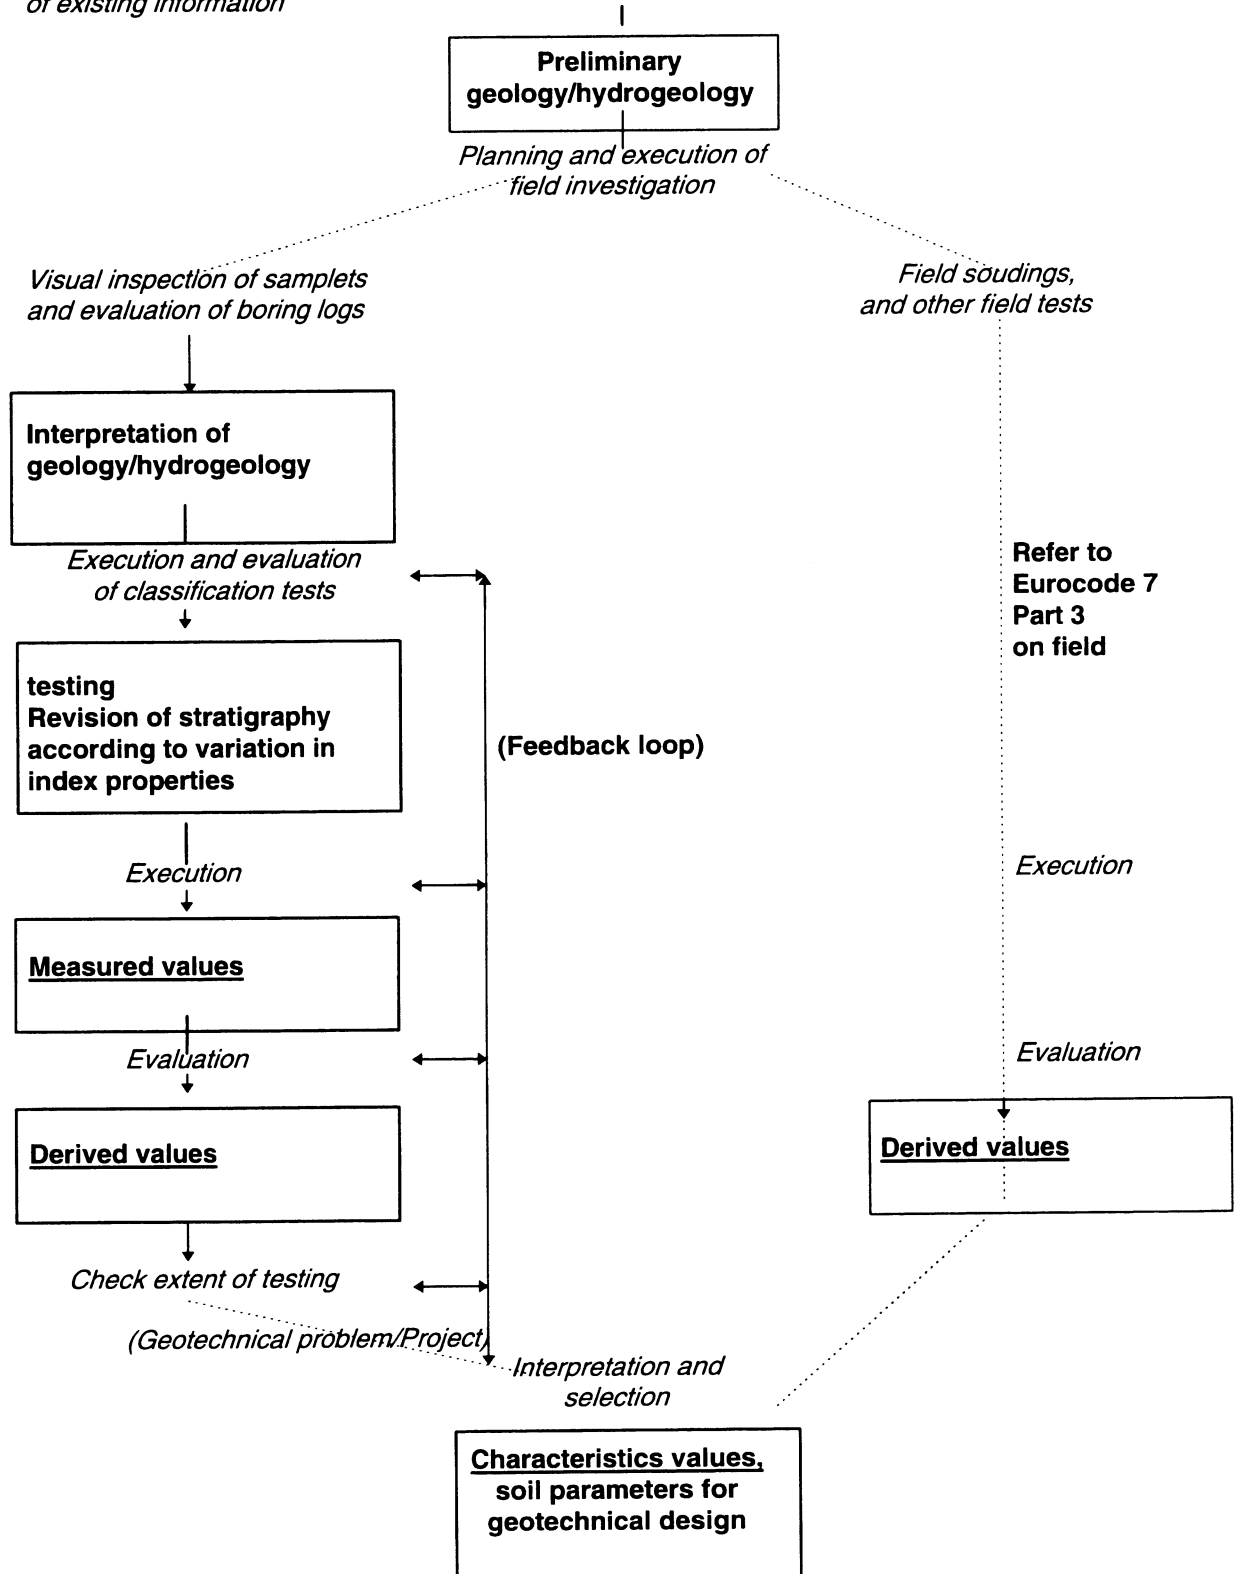 of existing information
Preliminary
geology/hydrogeology
Planning and execution of
field investigation
Visual inspection of samplets
and evaluation of boring logs
Field soudings,
and other field tests
Interpretation of
geology/hydrogeology
Execution and evaluation
of classification tests
Refer to
Eurocode 7
Part 3
on field
testing
Revision of stratigraphy
according to variation in
index properties
(Feedback loop)
Execution
Execution
Measured values
Evaluation
Evaluation
Derived values
Derived values
Check extent of testing
(Geotechnical problem/Project)
Interpretation and
selection
Characteristics values,
soil parameters for
geotechnical design